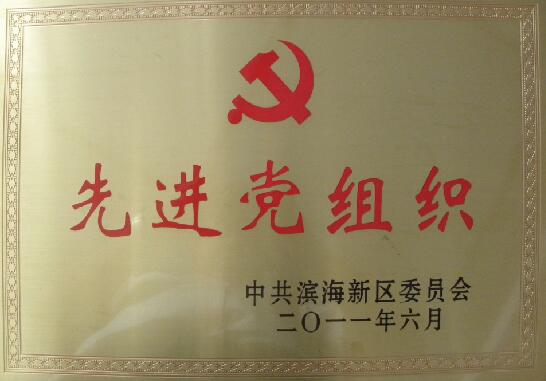 先进党组织
中共滨海新区委员会
二〇一一年六月